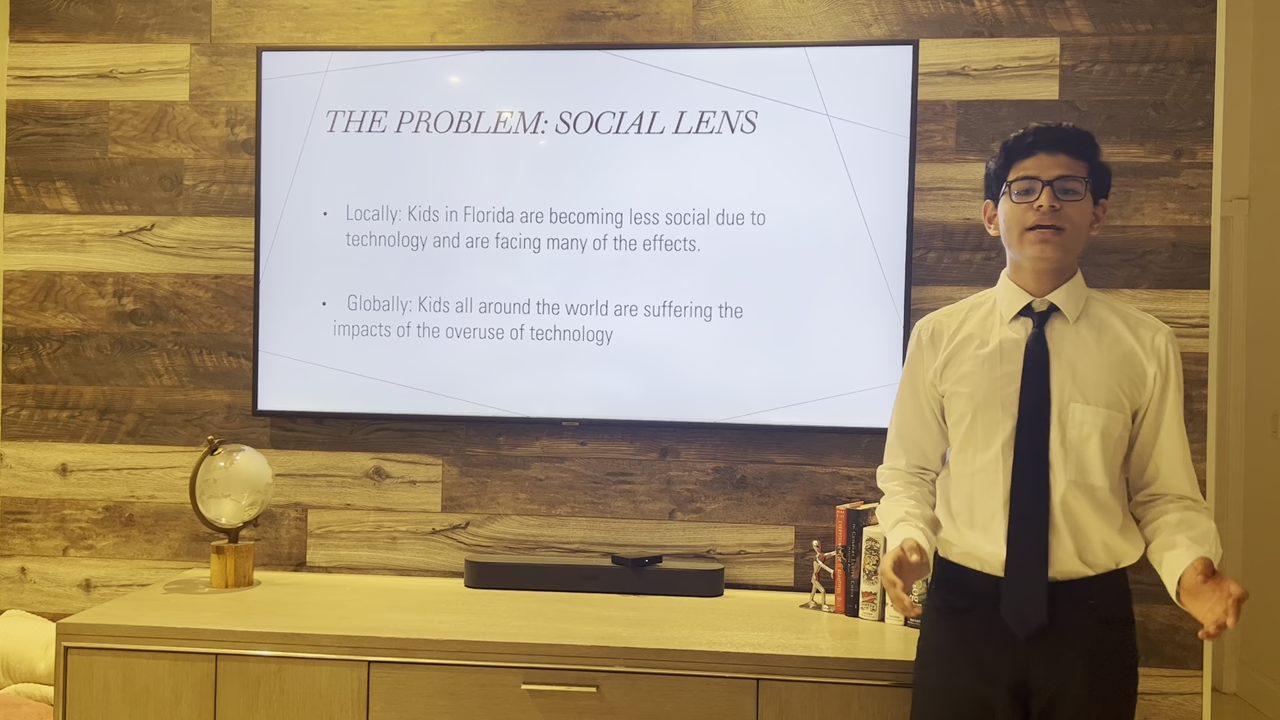 THE PROBLEM: SOCIAL LENS
• Locally: Kids in Florida are becoming less social due to
technology and are facing many of the effects.
• Globally: Kids all around the world are suffering the
impacts of the overuse of technology